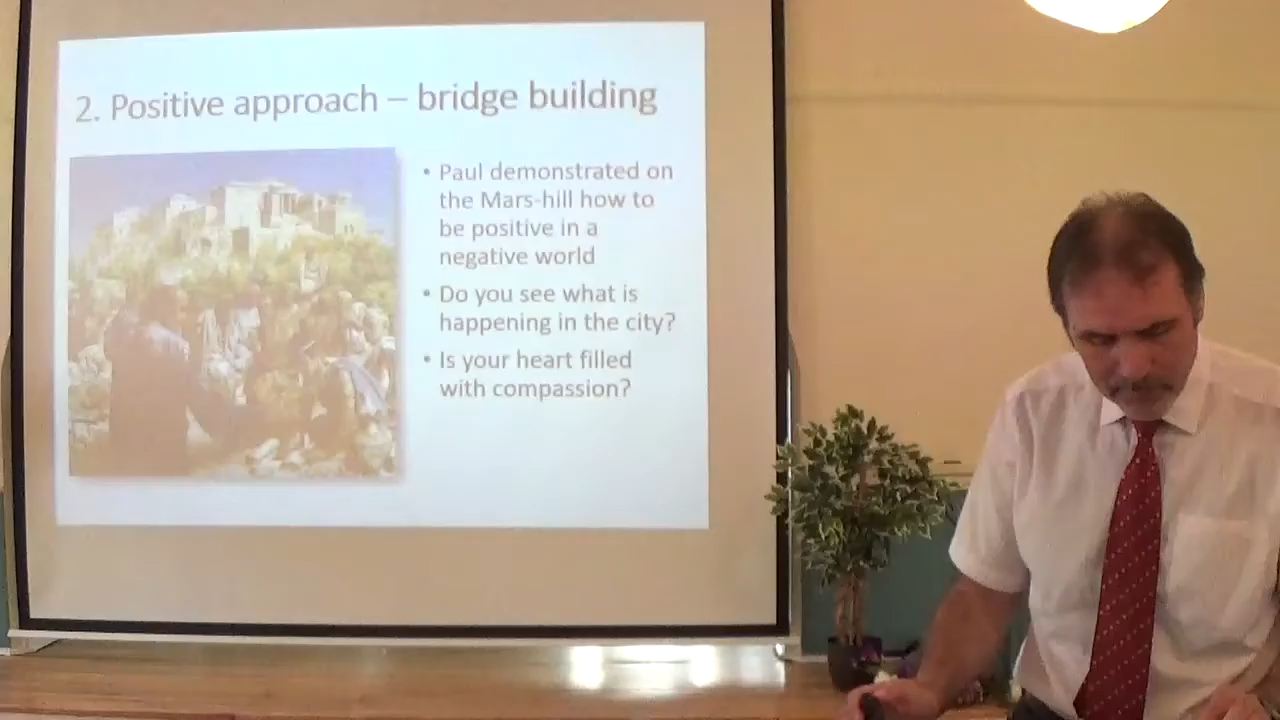 2. Positive approach – bridge building
• Paul demonstrated on
the Mars-hill how to
be positive in a
negative world
• Do you see what is
happening in the city?
• Is your heart filled
with compassion?